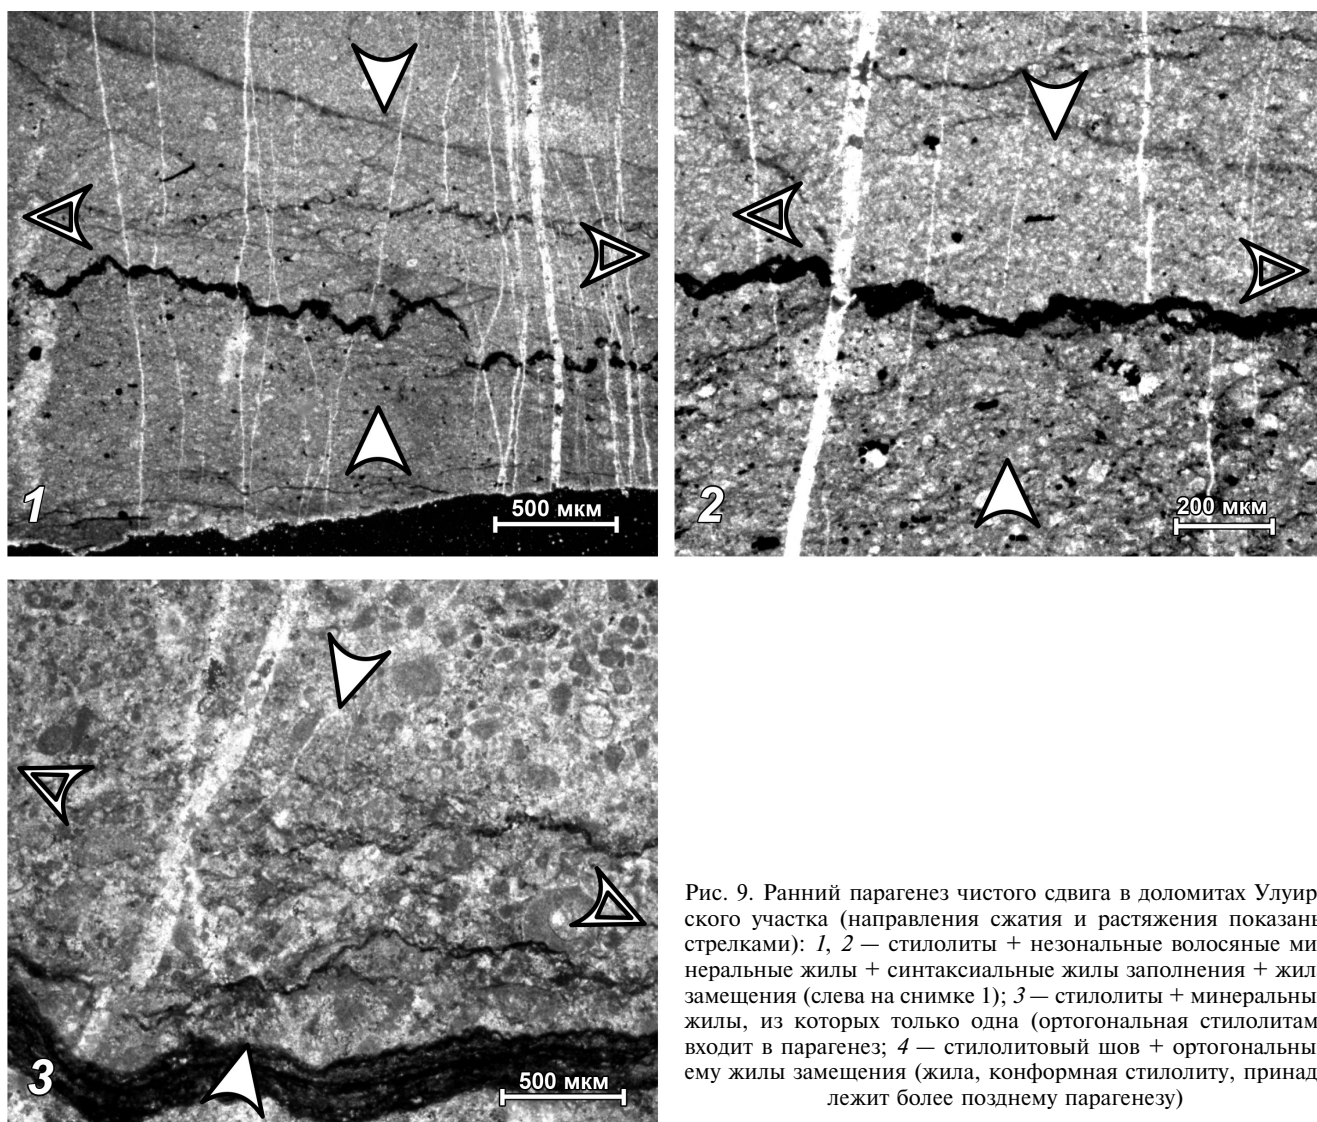 1
500 мкм
2
200 мкм
3
500 мкм
Рис. 9. Ранний парагенез чистого сдвига в доломитах Улуир
ского участка (направления сжатия и растяжения показань
стрелками): 1, 2 — стилолиты + незональные волосяные ми
неральные жилы + синтаксиальные жилы заполнения + жил
замещения (слева на снимке 1); 3 — стилолиты + минеральны
жилы, из которых только одна (ортогональная стилолитам
входит в парагенез; 4 — стилолитовый шов + ортогональны
ему жилы замещения (жила, конформная стилолиту, принад
лежит более позднему парагенезу)